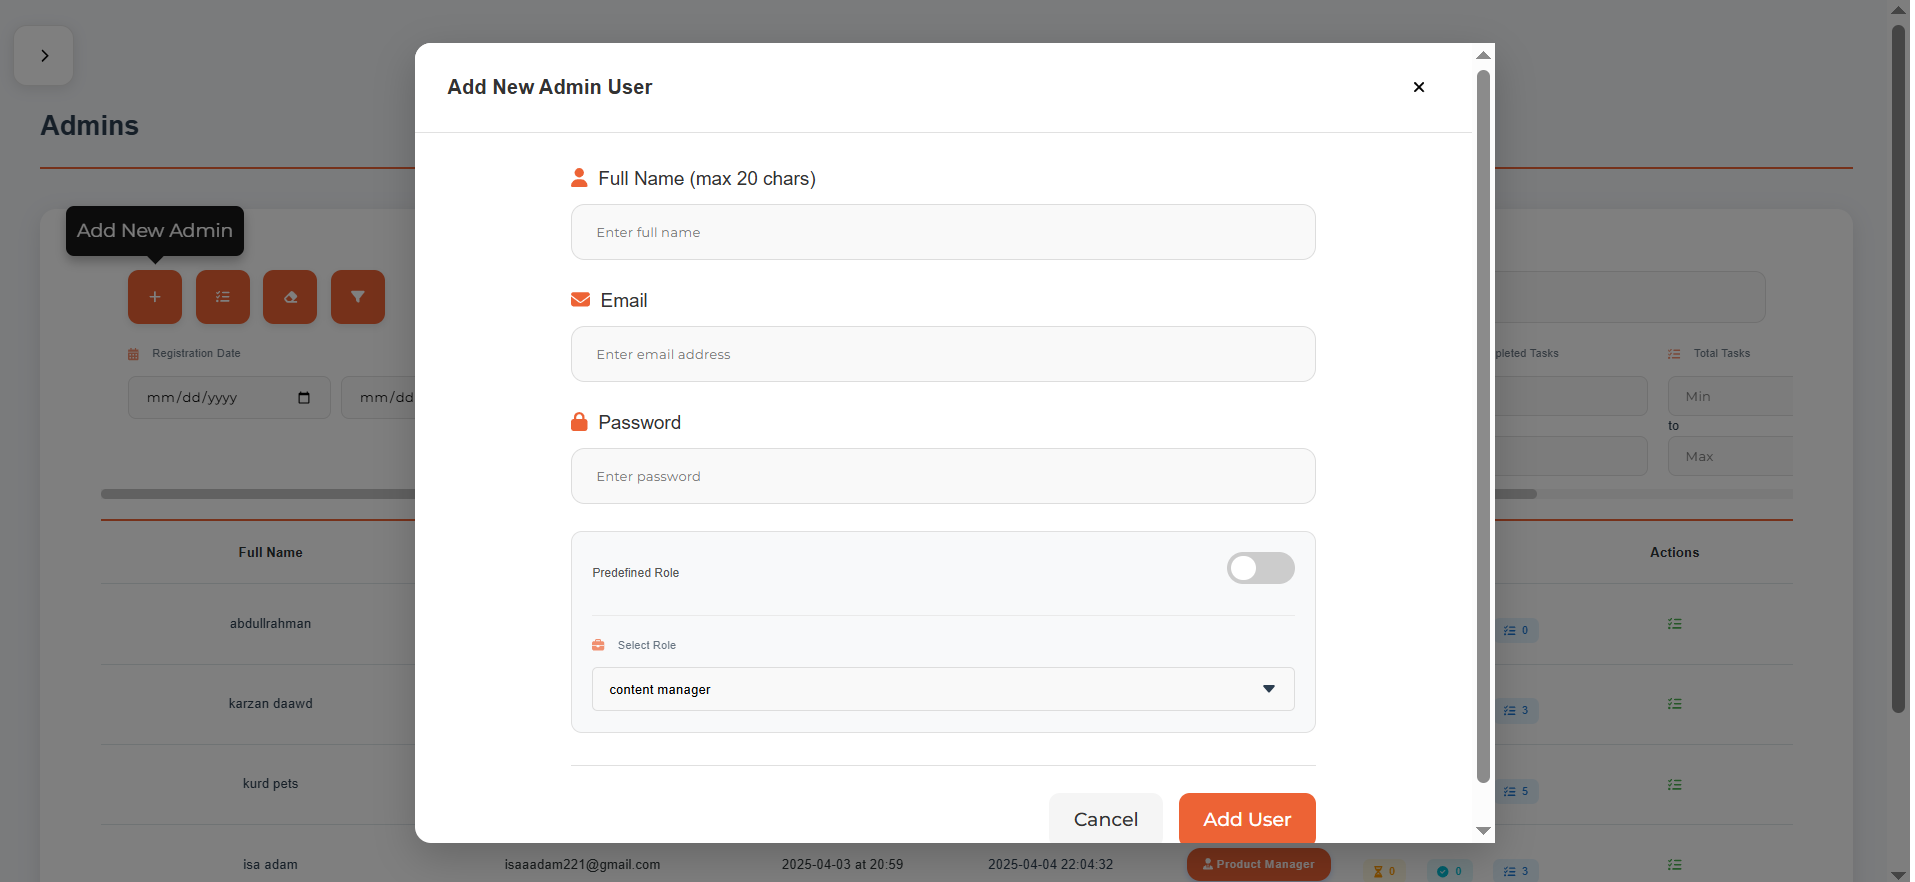 Add New Admin User
Admins
Full Name (max 20 chars)
Enter full name
Add New Admin
Email
Enter email address
Registration Date
mm/dd/yyyy
mm/dd
pleted Tasks
Total Tasks
Min
to
Max
Password
Enter password
Predefined Role
Select Role
content manager
Cancel
Add User
Full Name
Actions
abdullrahman
0
karzan daawd
3
kurd pets
5
isa adam
isaaadam221@gmail.com
2025-04-03 at 20:59
2025-04-04 22:04:32
Product Manager
0
0
3